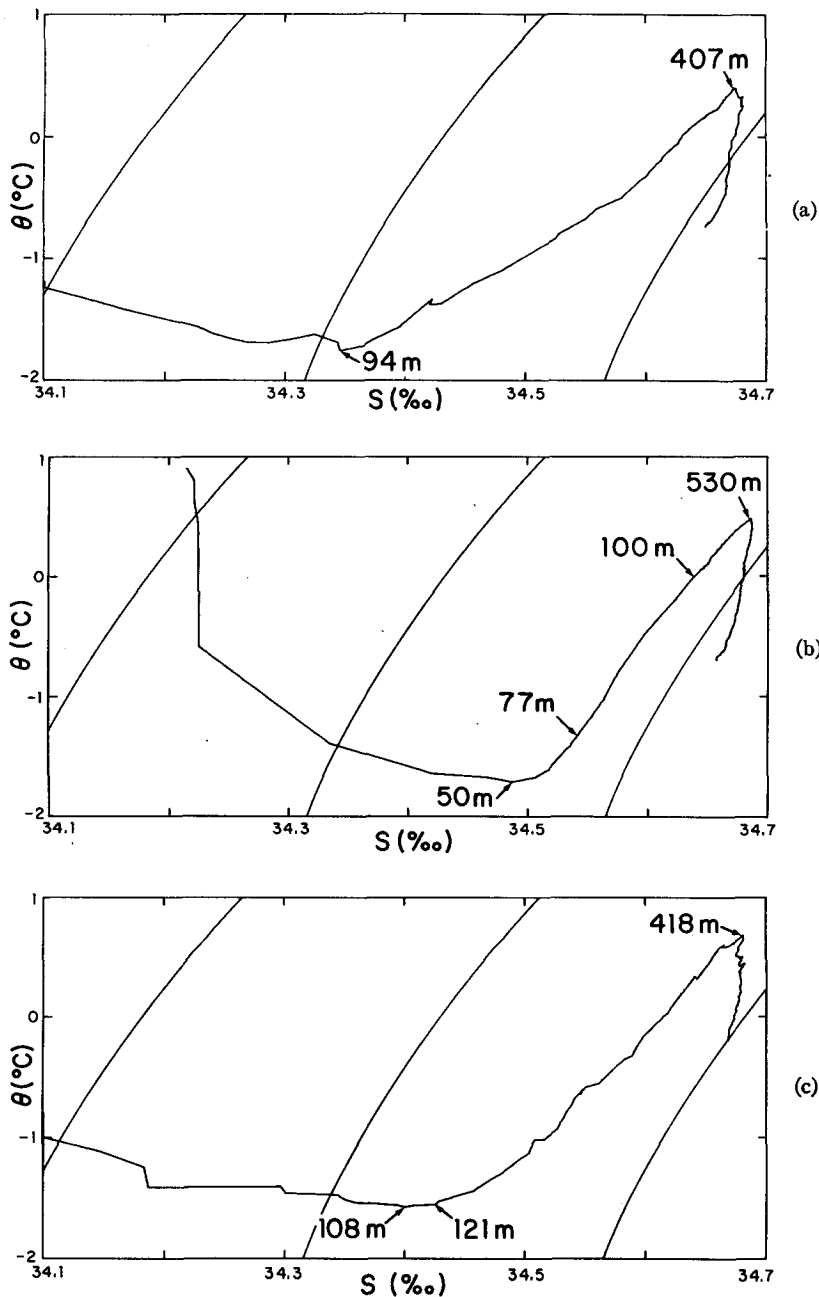 1
407m
0
θ (°C)
(a)
-1
94m
-2
34.1
34.3
34.5
34.7
S (‰)
1
530m
100m
0
θ (°C)
(b)
-1
77m
50m
-2
34.1
34.3
34.5
34.7
S (‰)
1
418m
0
θ (°C)
(c)
-1
108m
121m
-2
34.1
34.3
34.5
34.7
S (‰)